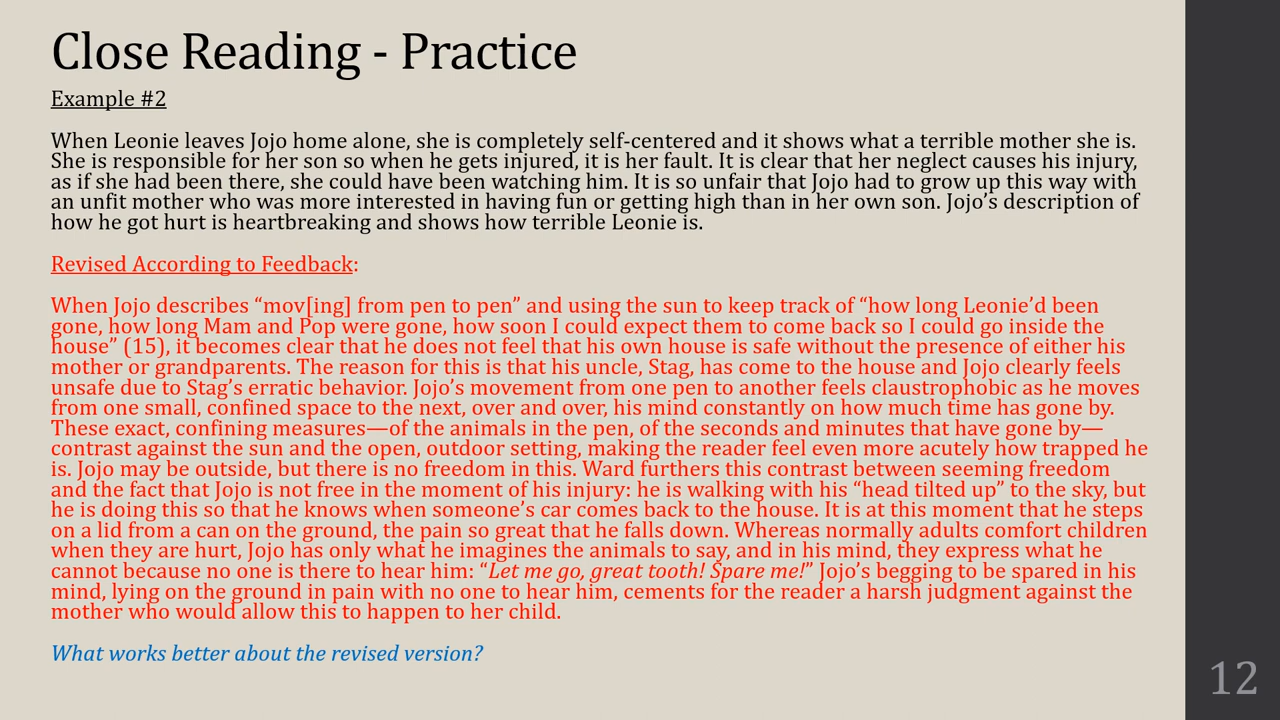 Close Reading - Practice
Example #2
When Leonie leaves Jojo home alone, she is completely self-centered and it shows what a terrible mother she is.
She is responsible for her son so when he gets injured, it is her fault. It is clear that her neglect causes his injury,
as if she had been there, she could have been watching him. It is so unfair that Jojo had to grow up this way with
an unfit mother who was more interested in having fun or getting high than in her own son. Jojo’s description of
how he got hurt is heartbreaking and shows how terrible Leonie is.
Revised According to Feedback:
When Jojo describes “mov[ing] from pen to pen” and using the sun to keep track of “how long Leonie’d been
gone, how long Mam and Pop were gone, how soon I could expect them to come back so I could go inside the
house” (15), it becomes clear that he does not feel that his own house is safe without the presence of either his
mother or grandparents. The reason for this is that his uncle, Stag, has come to the house and Jojo clearly feels
unsafe due to Stag’s erratic behavior. Jojo’s movement from one pen to another feels claustrophobic as he moves
from one small, confined space to the next, over and over, his mind constantly on how much time has gone by.
These exact, confining measures—of the animals in the pen, of the seconds and minutes that have gone by—
contrast against the sun and the open, outdoor setting, making the reader feel even more acutely how trapped he
is. Jojo may be outside, but there is no freedom in this. Ward furthers this contrast between seeming freedom
and the fact that Jojo is not free in the moment of his injury: he is walking with his “head tilted up” to the sky, but
he is doing this so that he knows when someone’s car comes back to the house. It is at this moment that he steps
on a lid from a can on the ground, the pain so great that he falls down. Whereas normally adults comfort children
when they are hurt, Jojo has only what he imagines the animals to say, and in his mind, they express what he
cannot because no one is there to hear him: “Let me go, great tooth! Spare me!” Jojo’s begging to be spared in his
mind, lying on the ground in pain with no one to hear him, cements for the reader a harsh judgment against the
mother who would allow this to happen to her child.
What works better about the revised version?
12